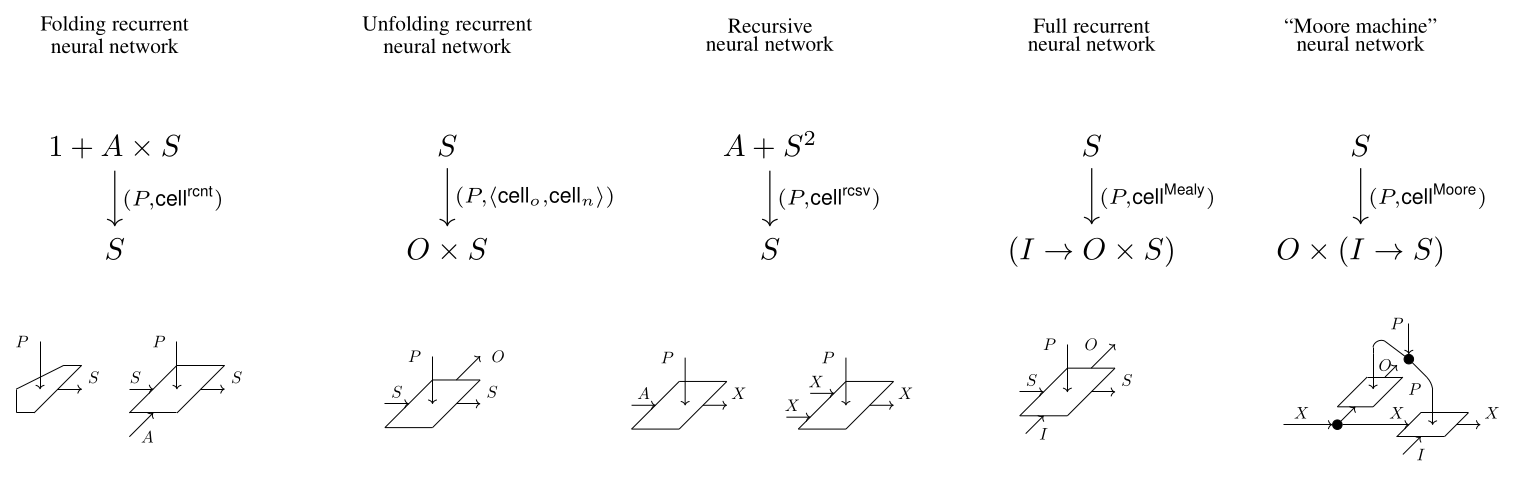 Folding recurrent
neural network
Unfolding recurrent
neural network
Recursive
neural network
Full recurrent
neural network
“Moore machine”
neural network
1 + A × S
S
A + S²
S
S
(P,cell^rcnt)
(P,⟨cell_o,cell_n⟩)
(P,cell^rcsv)
(P,cell^Mealy)
(P,cell^Moore)
S
O × S
S
(I → O × S)
O × (I → S)
P
S
P
S
S
A
P
O
S
S
P
A
X
P
X
X
X
P
O
S
S
I
P
O
P
X
X
X
I